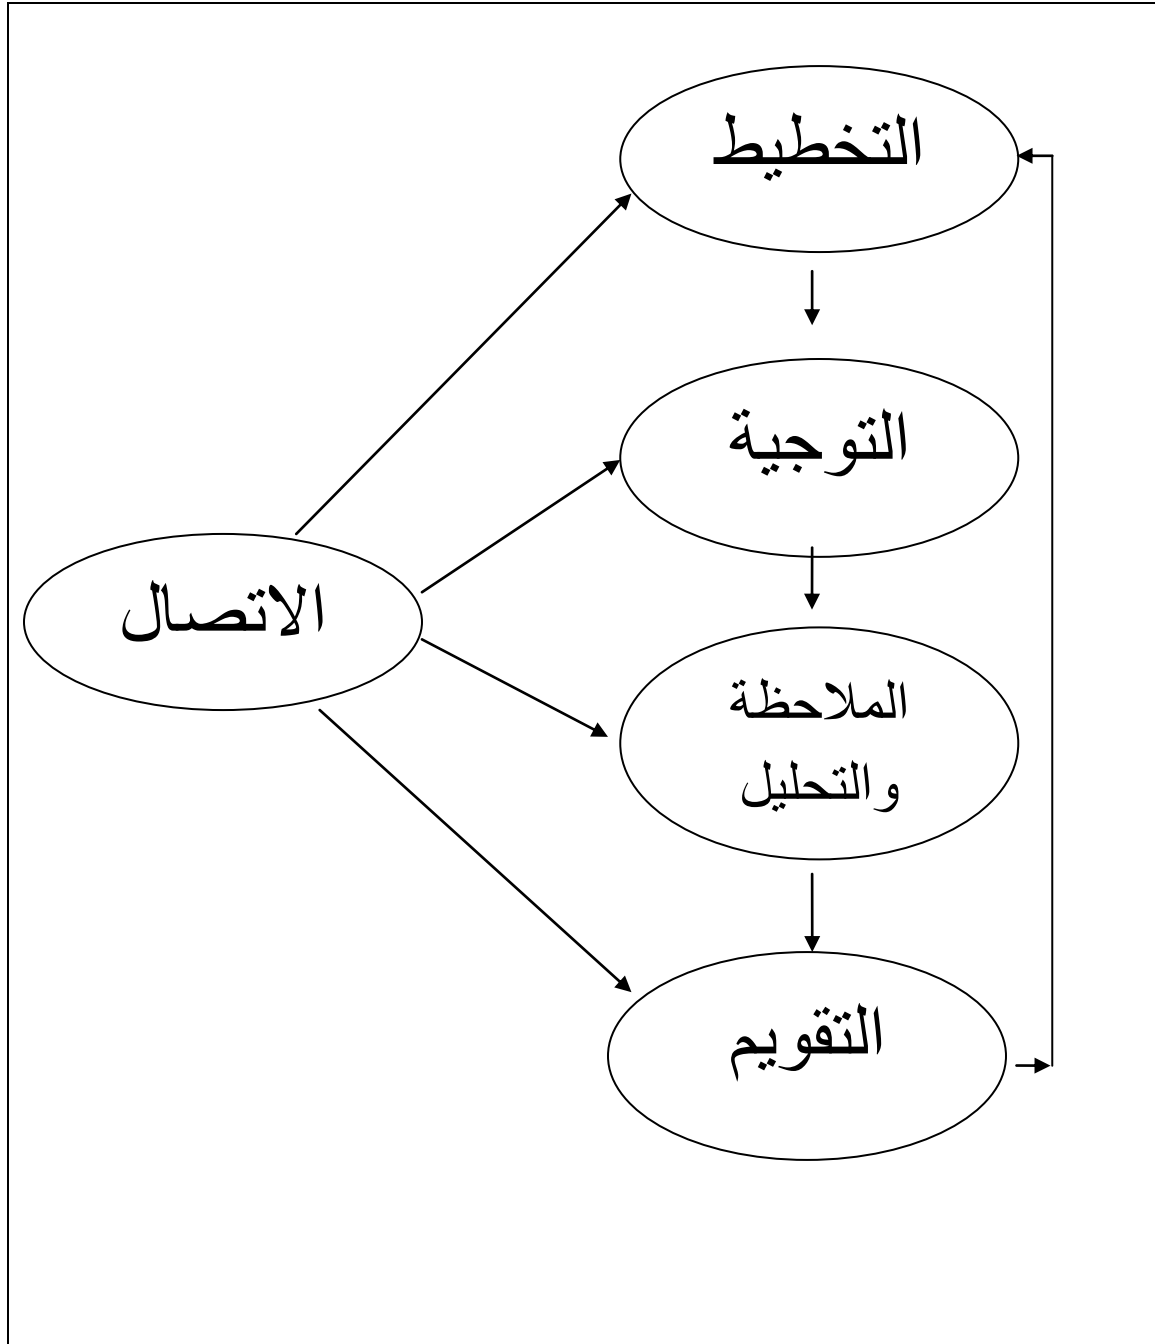 التخطيط
التوجية
الاتصال
الملاحظة
والتحليل
التقويم